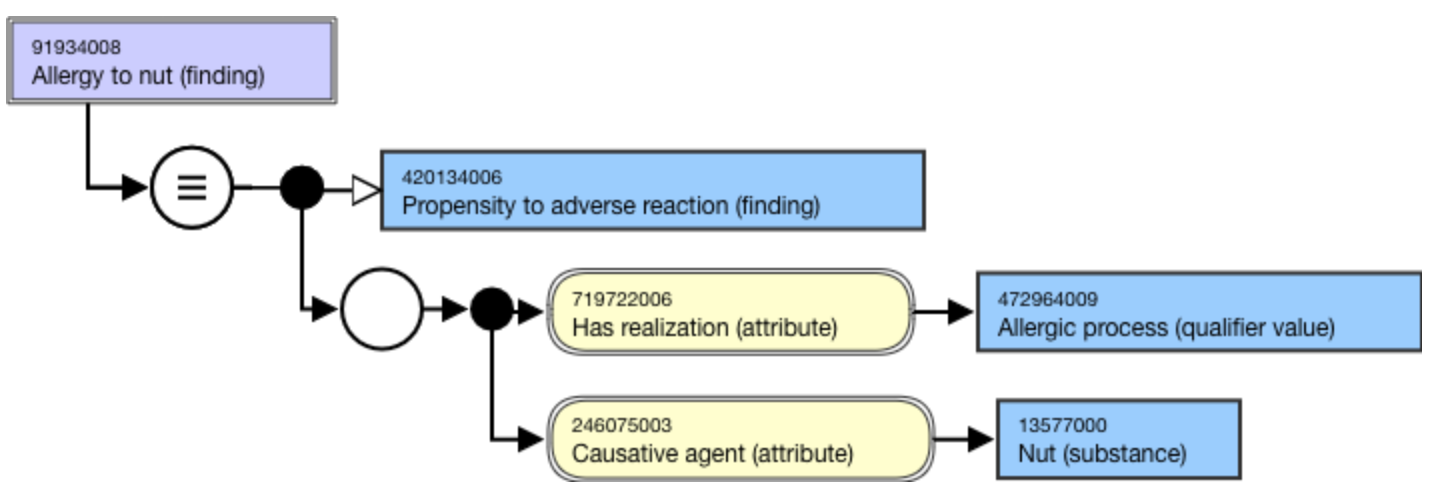 91934008
Allergy to nut (finding)
420134006
Propensity to adverse reaction (finding)
719722006
Has realization (attribute)
472964009
Allergic process (qualifier value)
246075003
Causative agent (attribute)
13577000
Nut (substance)